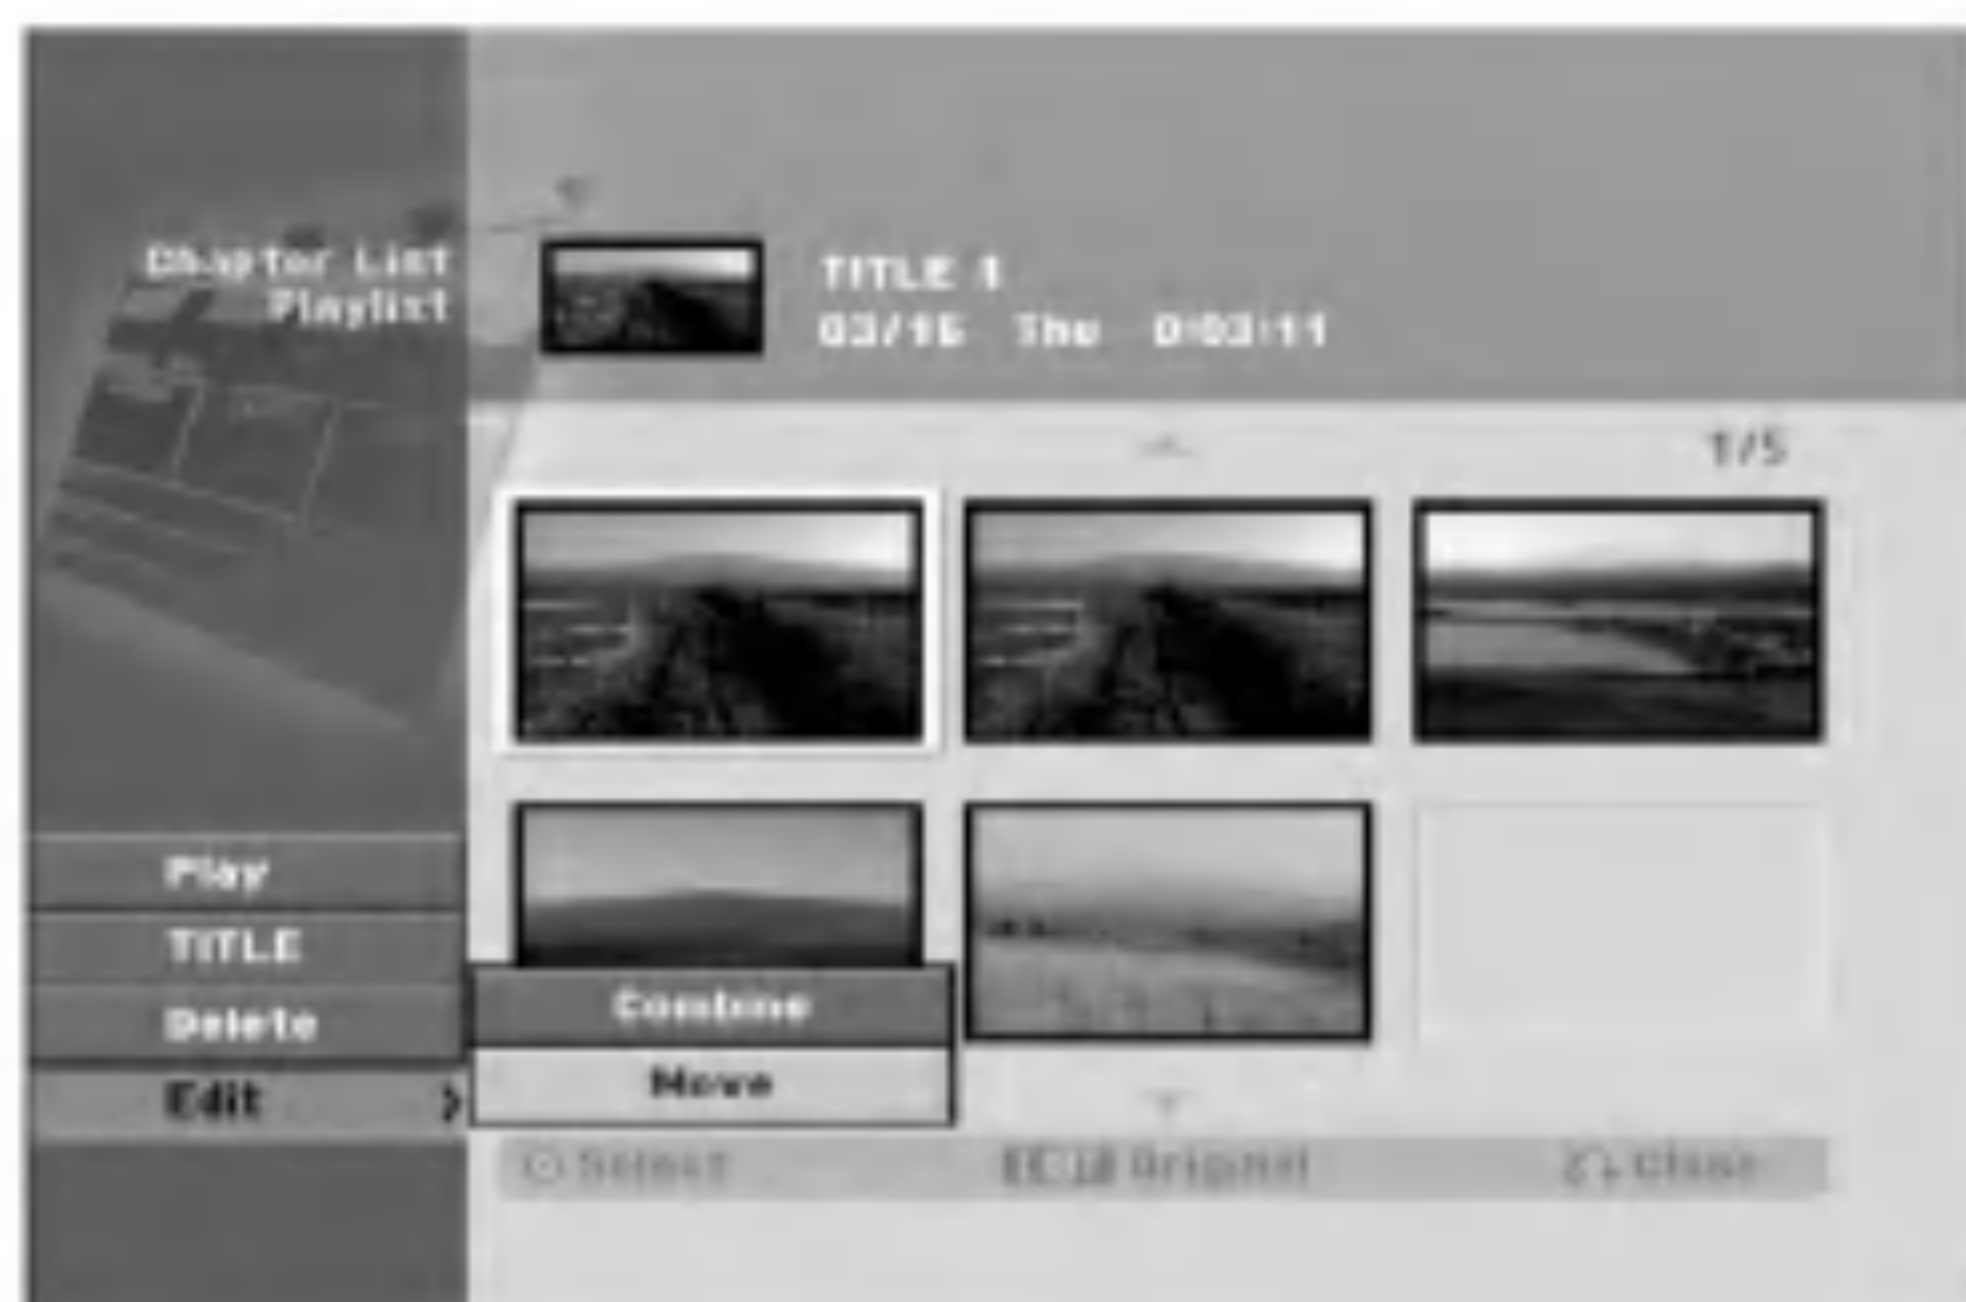 Chapter List
Playlist
TITLE 1
03/15 Thu 0:03:11
1/5
Play
TITLE
Delete
Edit
Combine
Move
Select
Original
Close